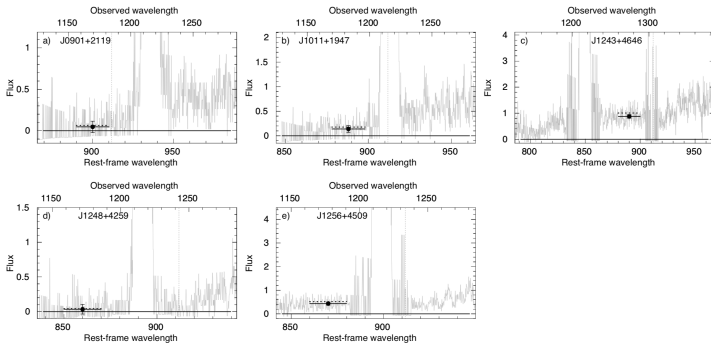 Observed wavelength
1150 1200 1250
a) J0901+2119
Flux
1
0.5
0
900 950
Rest-frame wavelength
Observed wavelength
1150 1200 1250
b) J1011+1947
Flux
2
1.5
1
0.5
0
850 900 950
Rest-frame wavelength
Observed wavelength
1200 1300
c) J1243+4646
Flux
4
3
2
1
0
800 850 900 950
Rest-frame wavelength
Observed wavelength
1150 1200 1250
d) J1248+4259
Flux
1.5
1
0.5
0
850 900
Rest-frame wavelength
Observed wavelength
1150 1200 1250
e) J1256+4509
Flux
4
3
2
1
0
850 900
Rest-frame wavelength